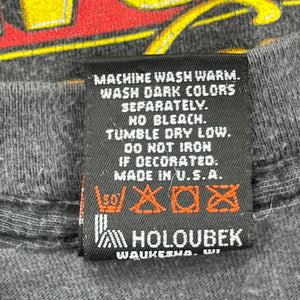 MACHINE WASH WARM.
WASH DARK COLORS
SEPARATELY.
NO BLEACH.
TUMBLE DRY LOW.
DO NOT IRON
IF DECORATED.
MADE IN U.S.A.
50
HOLOUBEK
WAUKESHA, WI